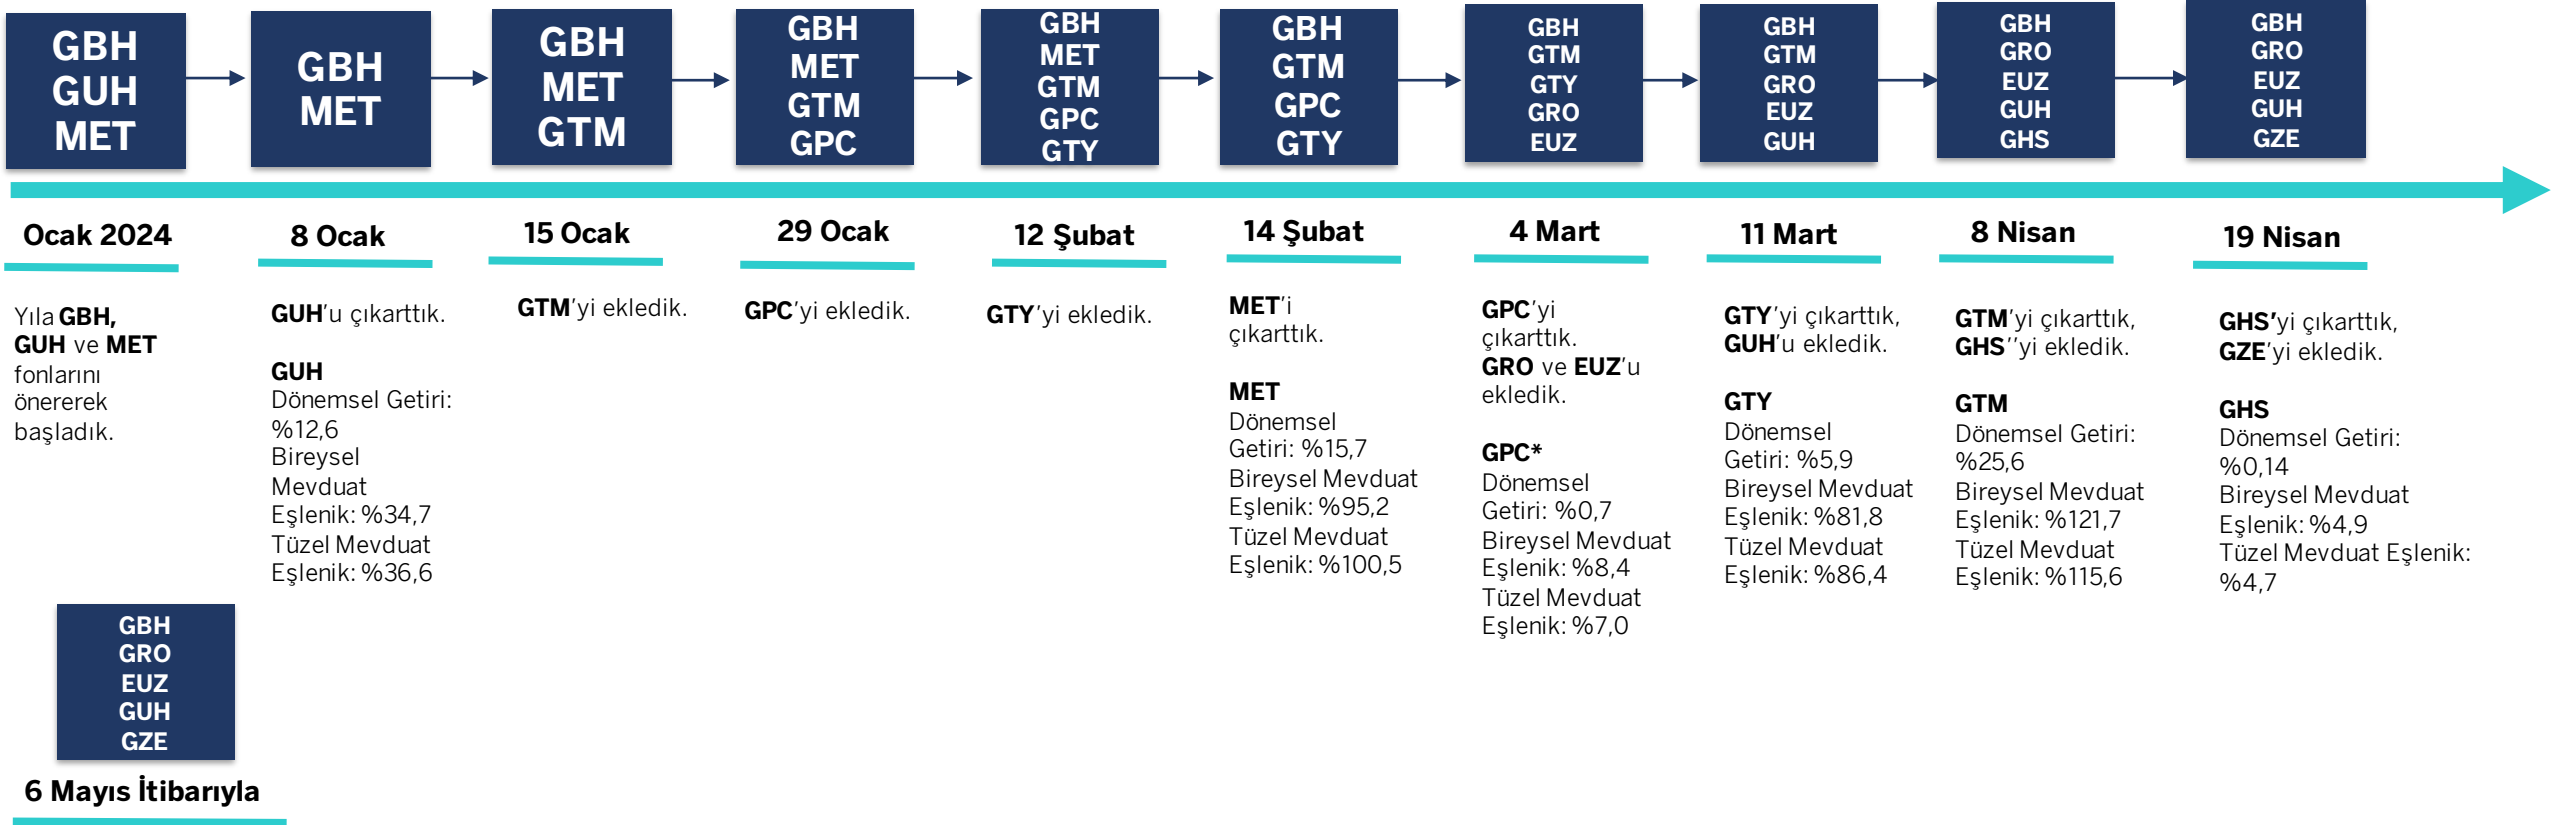 GBH
GUH
MET
GBH
MET
GBH
MET
GTM
GBH
MET
GTM
GPC
GBH
MET
GTM
GPC
GTY
GBH
GTM
GPC
GTY
GBH
GTM
GTY
GRO
EUZ
GBH
GTM
GRO
EUZ
GUH
GBH
GRO
EUZ
GUH
GHS
GBH
GRO
EUZ
GUH
GZE
Ocak 2024
Yıla GBH,
GUH ve MET
fonlarını
önererek
başladık.
8 Ocak
GUH'u çıkarttık.
GUH
Dönemsel Getiri:
%12,6
Bireysel
Mevduat
Eşlenik: %34,7
Tüzel Mevduat
Eşlenik: %36,6
15 Ocak
GTM'yi ekledik.
29 Ocak
GPC'yi ekledik.
12 Şubat
GTY'yi ekledik.
14 Şubat
MET'i
çıkarttık.
MET
Dönemsel
Getiri: %15,7
Bireysel Mevduat
Eşlenik: %95,2
Tüzel Mevduat
Eşlenik: %100,5
4 Mart
GPC'yi
çıkarttık.
GRO ve EUZ'u
ekledik.
GPC*
Dönemsel
Getiri: %0,7
Bireysel Mevduat
Eşlenik: %8,4
Tüzel Mevduat
Eşlenik: %7,0
11 Mart
GTY'yi çıkarttık,
GUH'u ekledik.
GTY
Dönemsel
Getiri: %5,9
Bireysel Mevduat
Eşlenik: %81,8
Tüzel Mevduat
Eşlenik: %86,4
8 Nisan
GTM'yi çıkarttık,
GHS''yi ekledik.
GTM
Dönemsel Getiri:
%25,6
Bireysel Mevduat
Eşlenik: %121,7
Tüzel Mevduat
Eşlenik: %115,6
19 Nisan
GHS'yi çıkarttık,
GZE'yi ekledik.
GHS
Dönemsel Getiri:
%0,14
Bireysel Mevduat
Eşlenik: %4,9
Tüzel Mevduat Eşlenik:
%4,7
GBH
GRO
EUZ
GUH
GZE
6 Mayıs İtibarıyla